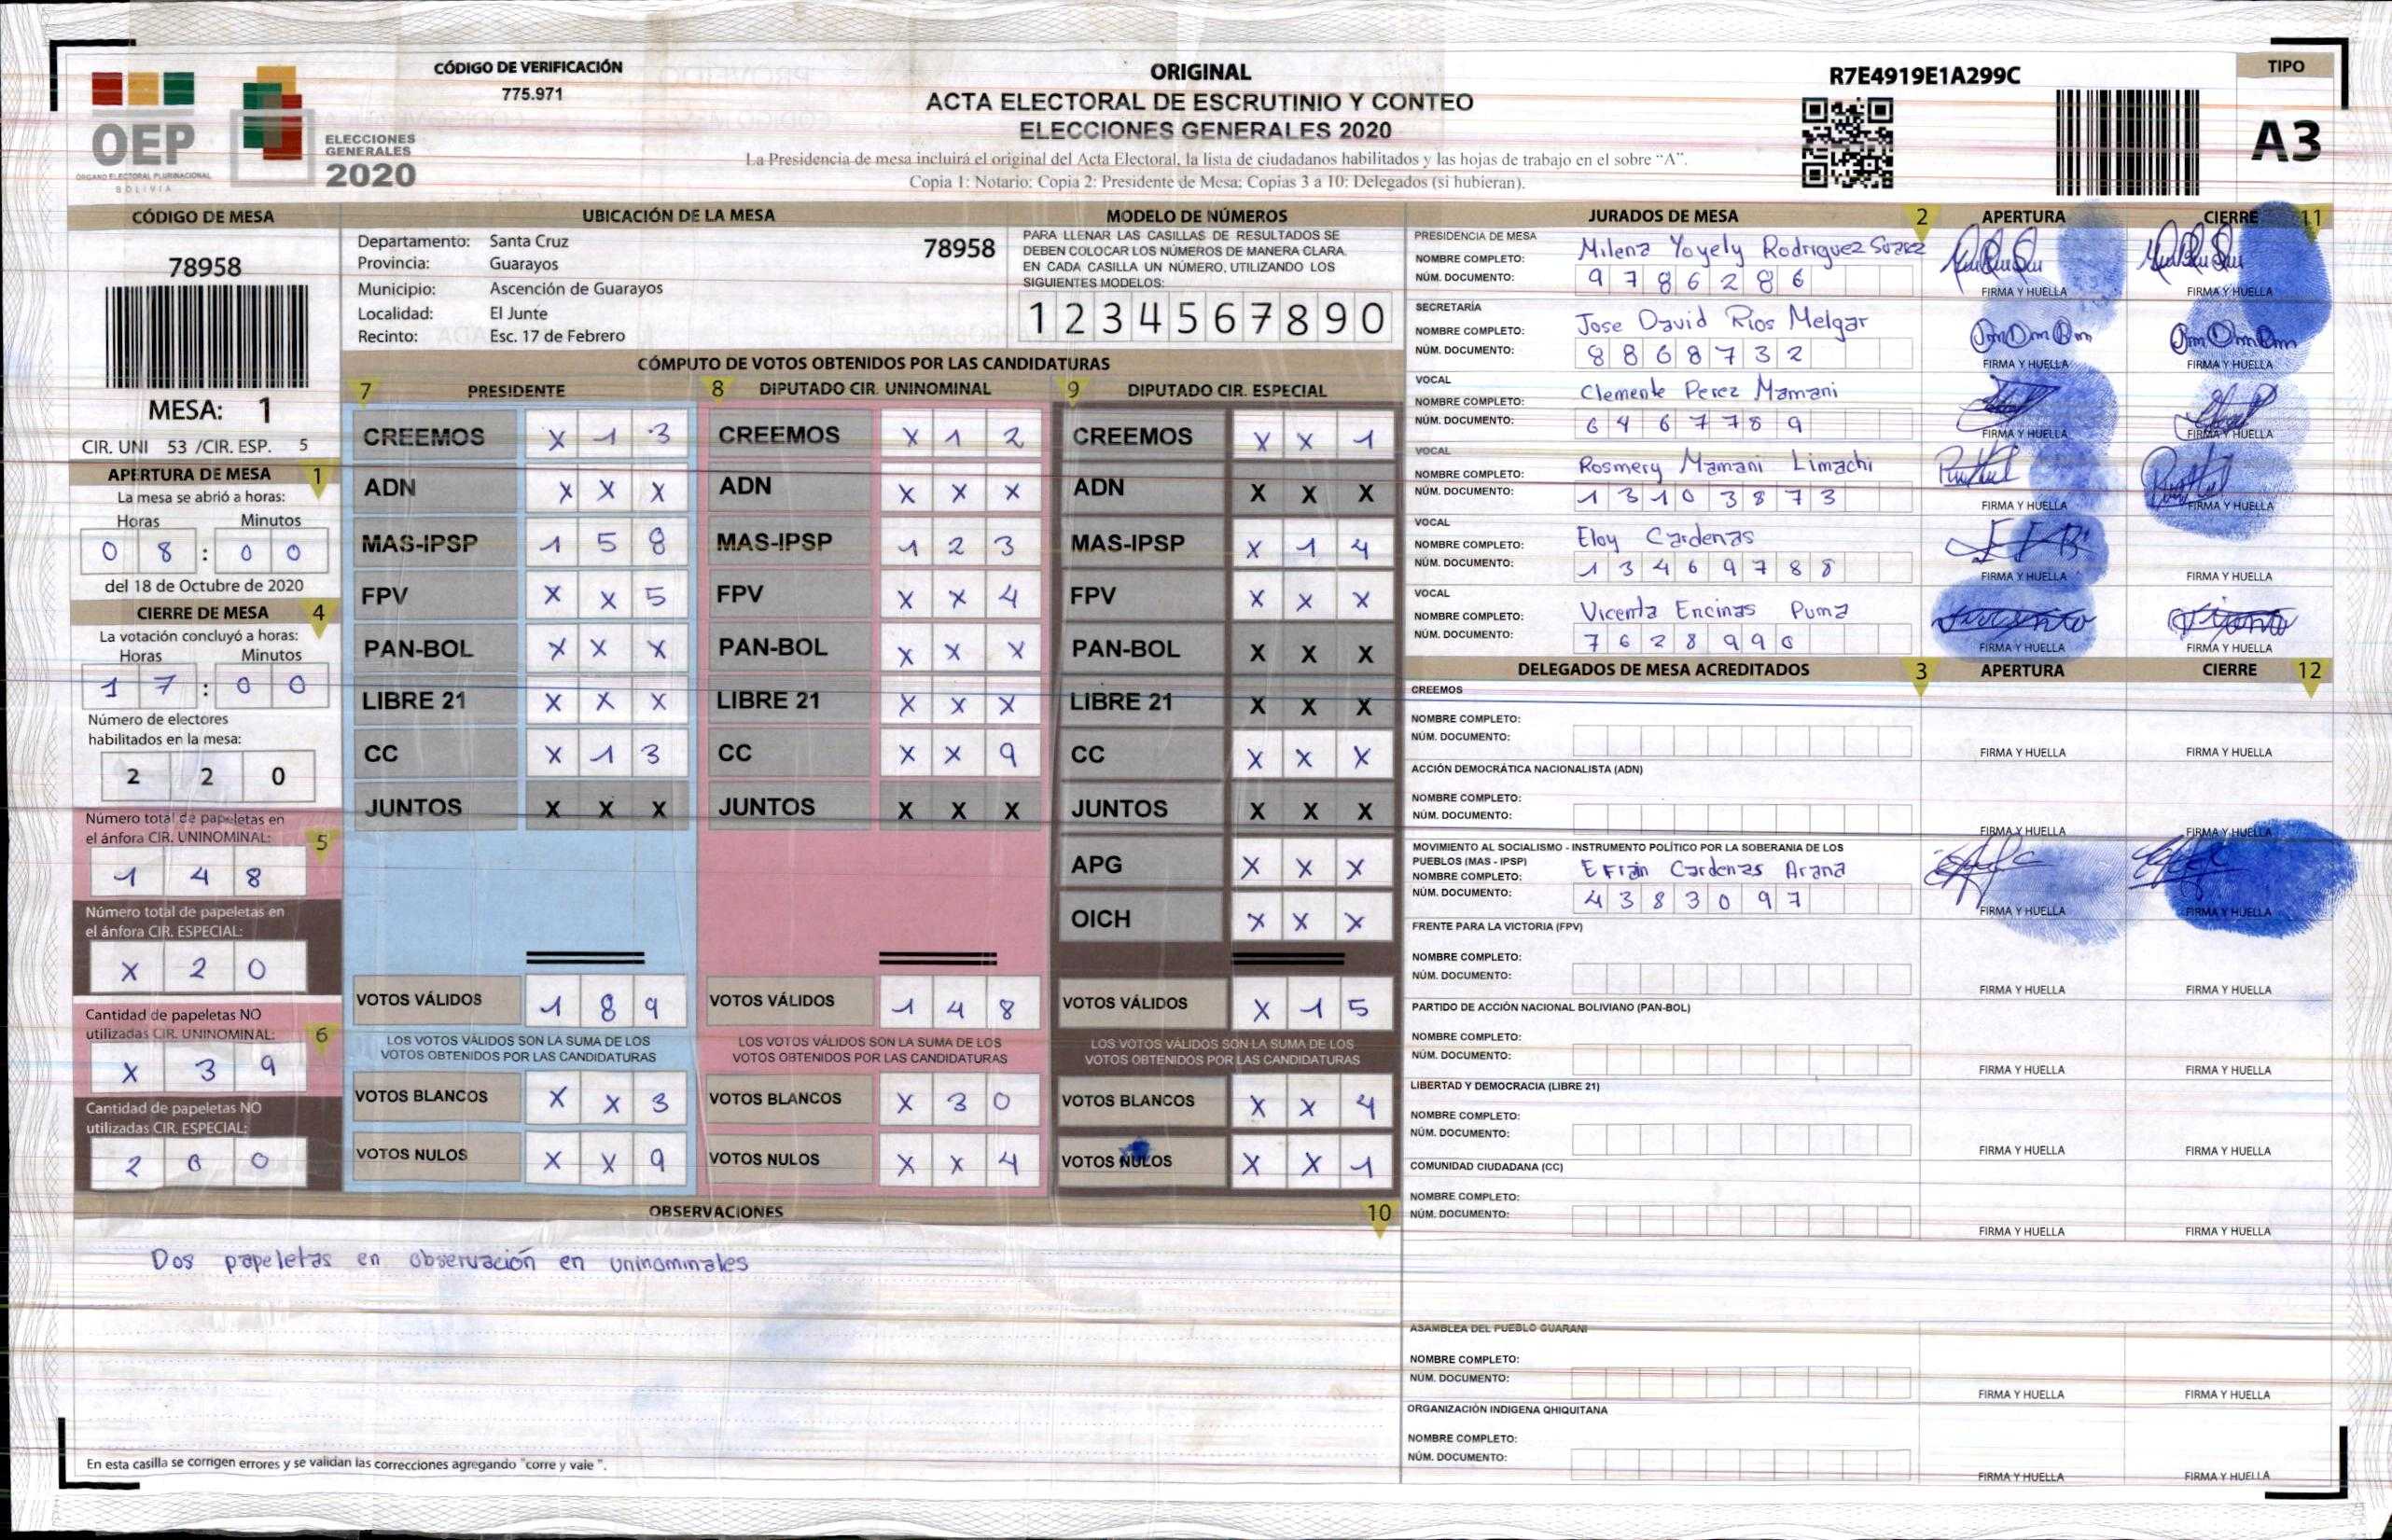 CÓDIGO DE VERIFICACIÓN
775.971
OEP
ÓRGANO ELECTORAL PLURINACIONAL
BOLIVIA
ELECCIONES
GENERALES
2020
ORIGINAL
ACTA ELECTORAL DE ESCRUTINIO Y CONTEO
ELECCIONES GENERALES 2020
La Presidencia de mesa incluirá el original del Acta Electoral, la lista de ciudadanos habilitados y las hojas de trabajo en el sobre “A”.
Copia 1: Notario; Copia 2: Presidente de Mesa; Copias 3 a 10: Delegados (si hubieran).
R7E4919E1A299C
TIPO
A3
CÓDIGO DE MESA
78958
MESA: 1
CIR. UNI 53 /CIR. ESP. 5
APERTURA DE MESA 1
La mesa se abrió a horas:
Horas Minutos
0 8 : 0 0
del 18 de Octubre de 2020
CIERRE DE MESA 4
La votación concluyó a horas:
Horas Minutos
1 7 : 0 0
Número de electores
habilitados en la mesa:
2 2 0
Número total de papeletas en
el ánfora CIR. UNINOMINAL: 5
1 4 8
Número total de papeletas en
el ánfora CIR. ESPECIAL:
X 2 0
Cantidad de papeletas NO
utilizadas CIR. UNINOMINAL: 6
X 3 9
Cantidad de papeletas NO
utilizadas CIR. ESPECIAL:
2 0 0
UBICACIÓN DE LA MESA
Departamento: Santa Cruz 78958
Provincia: Guarayos
Municipio: Ascención de Guarayos
Localidad: El Junte
Recinto: Esc. 17 de Febrero
MODELO DE NÚMEROS
PARA LLENAR LAS CASILLAS DE RESULTADOS SE
DEBEN COLOCAR LOS NÚMEROS DE MANERA CLARA.
EN CADA CASILLA UN NÚMERO, UTILIZANDO LOS
SIGUIENTES MODELOS:
1 2 3 4 5 6 7 8 9 0
CÓMPUTO DE VOTOS OBTENIDOS POR LAS CANDIDATURAS
7 PRESIDENTE
CREEMOS X 1 3
ADN X X X
MAS-IPSP 1 5 8
FPV X X 5
PAN-BOL X X X
LIBRE 21 X X X
CC X 1 3
JUNTOS X X X
VOTOS VÁLIDOS 1 8 9
LOS VOTOS VÁLIDOS SON LA SUMA DE LOS
VOTOS OBTENIDOS POR LAS CANDIDATURAS
VOTOS BLANCOS X X 3
VOTOS NULOS X X 9
8 DIPUTADO CIR. UNINOMINAL
CREEMOS X 1 2
ADN X X X
MAS-IPSP 1 2 3
FPV X X 4
PAN-BOL X X X
LIBRE 21 X X X
CC X X 9
JUNTOS X X X
VOTOS VÁLIDOS 1 4 8
LOS VOTOS VÁLIDOS SON LA SUMA DE LOS
VOTOS OBTENIDOS POR LAS CANDIDATURAS
VOTOS BLANCOS X 3 0
VOTOS NULOS X X 4
9 DIPUTADO CIR. ESPECIAL
CREEMOS X X 1
ADN X X X
MAS-IPSP X 1 4
FPV X X X
PAN-BOL X X X
LIBRE 21 X X X
CC X X X
JUNTOS X X X
APG X X X
OICH X X X
VOTOS VÁLIDOS X 1 5
LOS VOTOS VÁLIDOS SON LA SUMA DE LOS
VOTOS OBTENIDOS POR LAS CANDIDATURAS
VOTOS BLANCOS X X 4
VOTOS NULOS X X 1
OBSERVACIONES 10
Dos papeletas en observación en uninominales
En esta casilla se corrigen errores y se validan las correcciones agregando "corre y vale ".
JURADOS DE MESA 2 APERTURA CIERRE 11
PRESIDENCIA DE MESA
NOMBRE COMPLETO: Milena Yoyely Rodriguez Suarez
NÚM. DOCUMENTO: 9 7 8 6 2 8 6
FIRMA Y HUELLA FIRMA Y HUELLA
SECRETARÍA
NOMBRE COMPLETO: Jose David Rios Melgar
NÚM. DOCUMENTO: 8 8 6 8 7 3 2
FIRMA Y HUELLA FIRMA Y HUELLA
VOCAL
NOMBRE COMPLETO: Clemente Perez Mamani
NÚM. DOCUMENTO: 6 4 6 7 7 8 9
FIRMA Y HUELLA FIRMA Y HUELLA
VOCAL
NOMBRE COMPLETO: Rosmery Mamani Limachi
NÚM. DOCUMENTO: 1 3 1 0 3 8 7 3
FIRMA Y HUELLA FIRMA Y HUELLA
VOCAL
NOMBRE COMPLETO: Eloy Cardenas
NÚM. DOCUMENTO: 1 3 4 6 9 7 8 8
FIRMA Y HUELLA FIRMA Y HUELLA
VOCAL
NOMBRE COMPLETO: Vicenta Encinas Puma
NÚM. DOCUMENTO: 7 6 2 8 9 9 0
FIRMA Y HUELLA FIRMA Y HUELLA
DELEGADOS DE MESA ACREDITADOS 3 APERTURA CIERRE 12
CREEMOS
NOMBRE COMPLETO:
NÚM. DOCUMENTO:
FIRMA Y HUELLA FIRMA Y HUELLA
ACCIÓN DEMOCRÁTICA NACIONALISTA (ADN)
NOMBRE COMPLETO:
NÚM. DOCUMENTO:
FIRMA Y HUELLA FIRMA Y HUELLA
MOVIMIENTO AL SOCIALISMO - INSTRUMENTO POLÍTICO POR LA SOBERANIA DE LOS
PUEBLOS (MAS - IPSP)
NOMBRE COMPLETO: Efrain Cardenas Arana
NÚM. DOCUMENTO: 4 3 8 3 0 9 7
FIRMA Y HUELLA FIRMA Y HUELLA
FRENTE PARA LA VICTORIA (FPV)
NOMBRE COMPLETO:
NÚM. DOCUMENTO:
FIRMA Y HUELLA FIRMA Y HUELLA
PARTIDO DE ACCIÓN NACIONAL BOLIVIANO (PAN-BOL)
NOMBRE COMPLETO:
NÚM. DOCUMENTO:
FIRMA Y HUELLA FIRMA Y HUELLA
LIBERTAD Y DEMOCRACIA (LIBRE 21)
NOMBRE COMPLETO:
NÚM. DOCUMENTO:
FIRMA Y HUELLA FIRMA Y HUELLA
COMUNIDAD CIUDADANA (CC)
NOMBRE COMPLETO:
NÚM. DOCUMENTO:
FIRMA Y HUELLA FIRMA Y HUELLA
ASAMBLEA DEL PUEBLO GUARANI
NOMBRE COMPLETO:
NÚM. DOCUMENTO:
FIRMA Y HUELLA FIRMA Y HUELLA
ORGANIZACIÓN INDIGENA QHIQUITANA
NOMBRE COMPLETO:
NÚM. DOCUMENTO:
FIRMA Y HUELLA FIRMA Y HUELLA